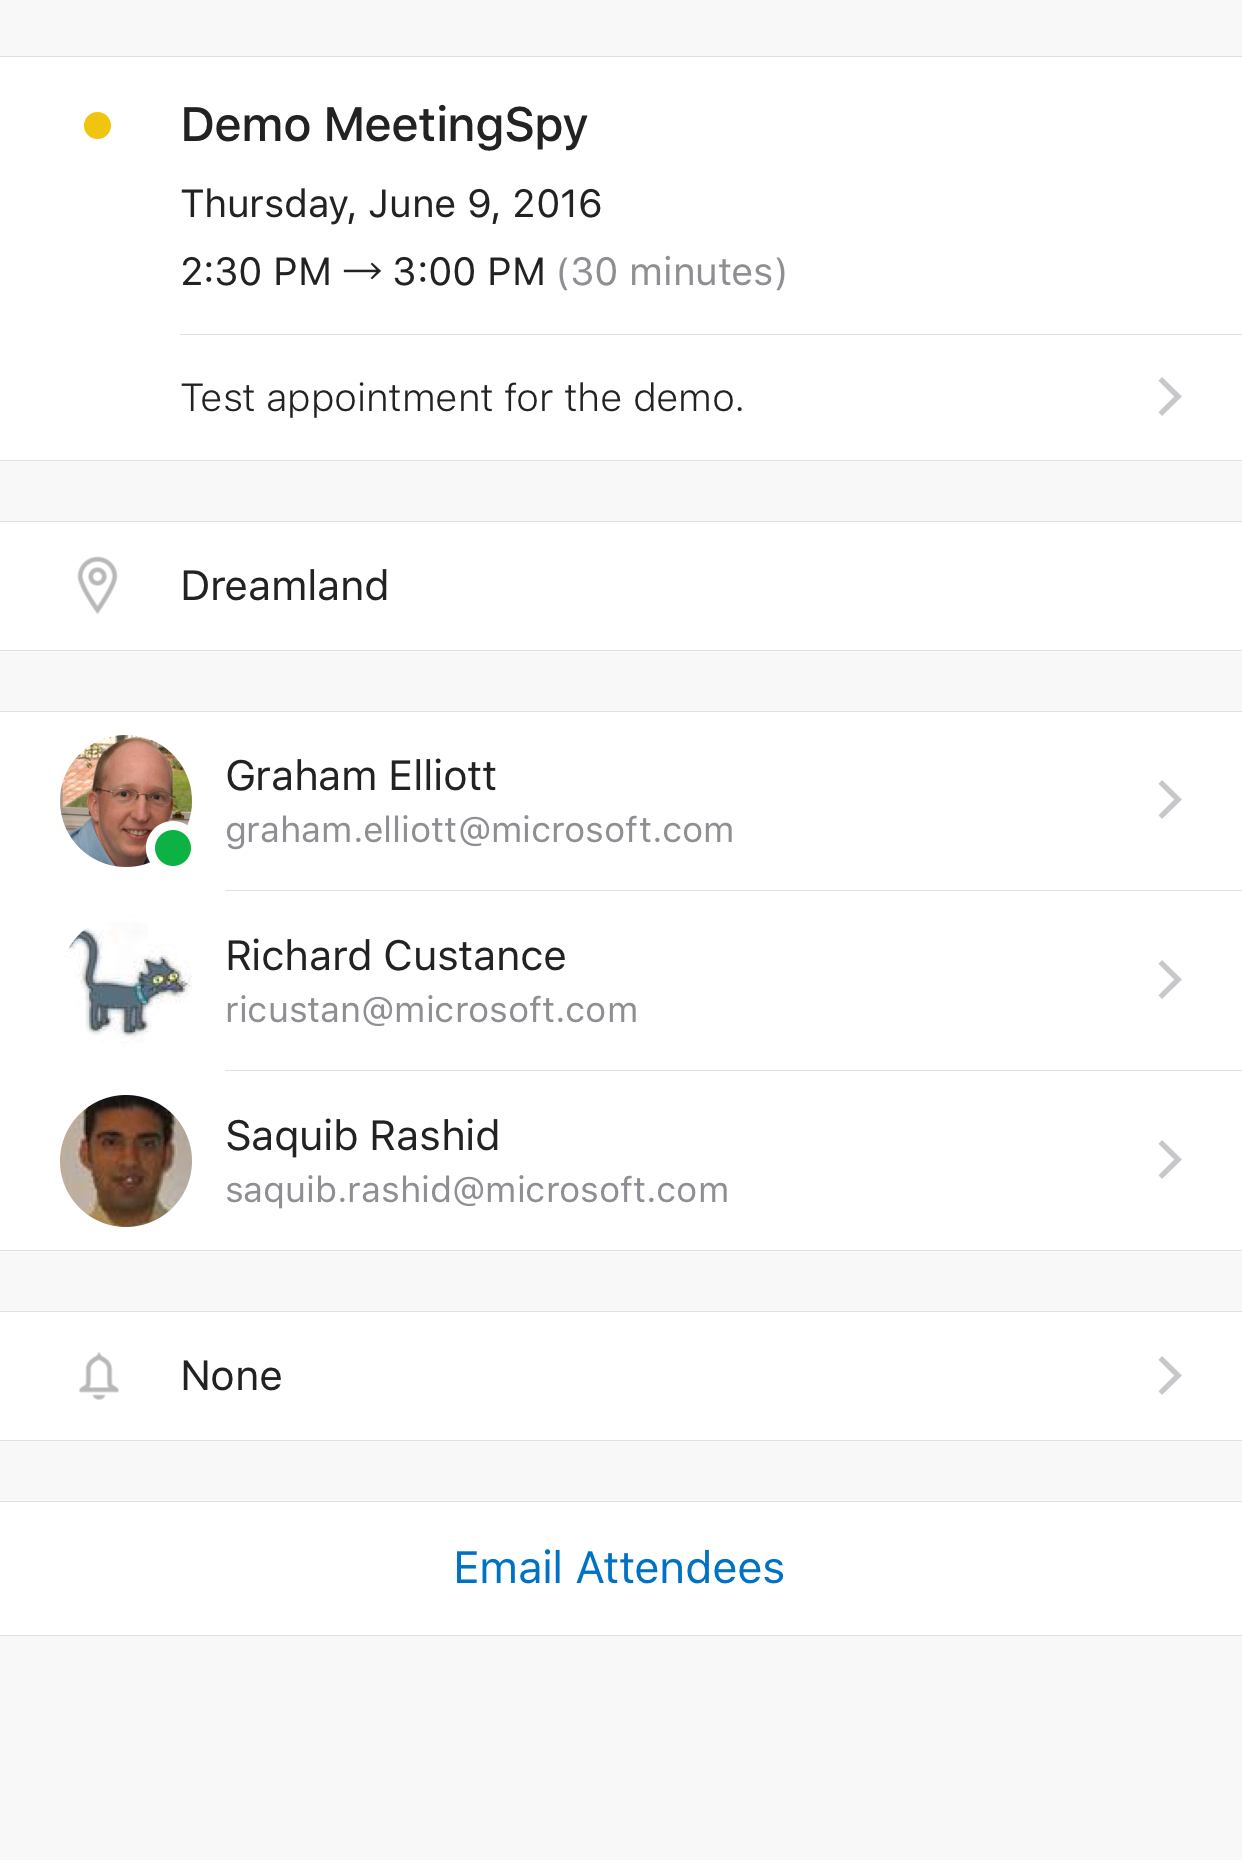 Demo MeetingSpy
Thursday, June 9, 2016
2:30 PM → 3:00 PM (30 minutes)
Test appointment for the demo.
Dreamland
Graham Elliott
graham.elliott@microsoft.com
Richard Custance
ricustan@microsoft.com
Saquib Rashid
saquib.rashid@microsoft.com
None
Email Attendees